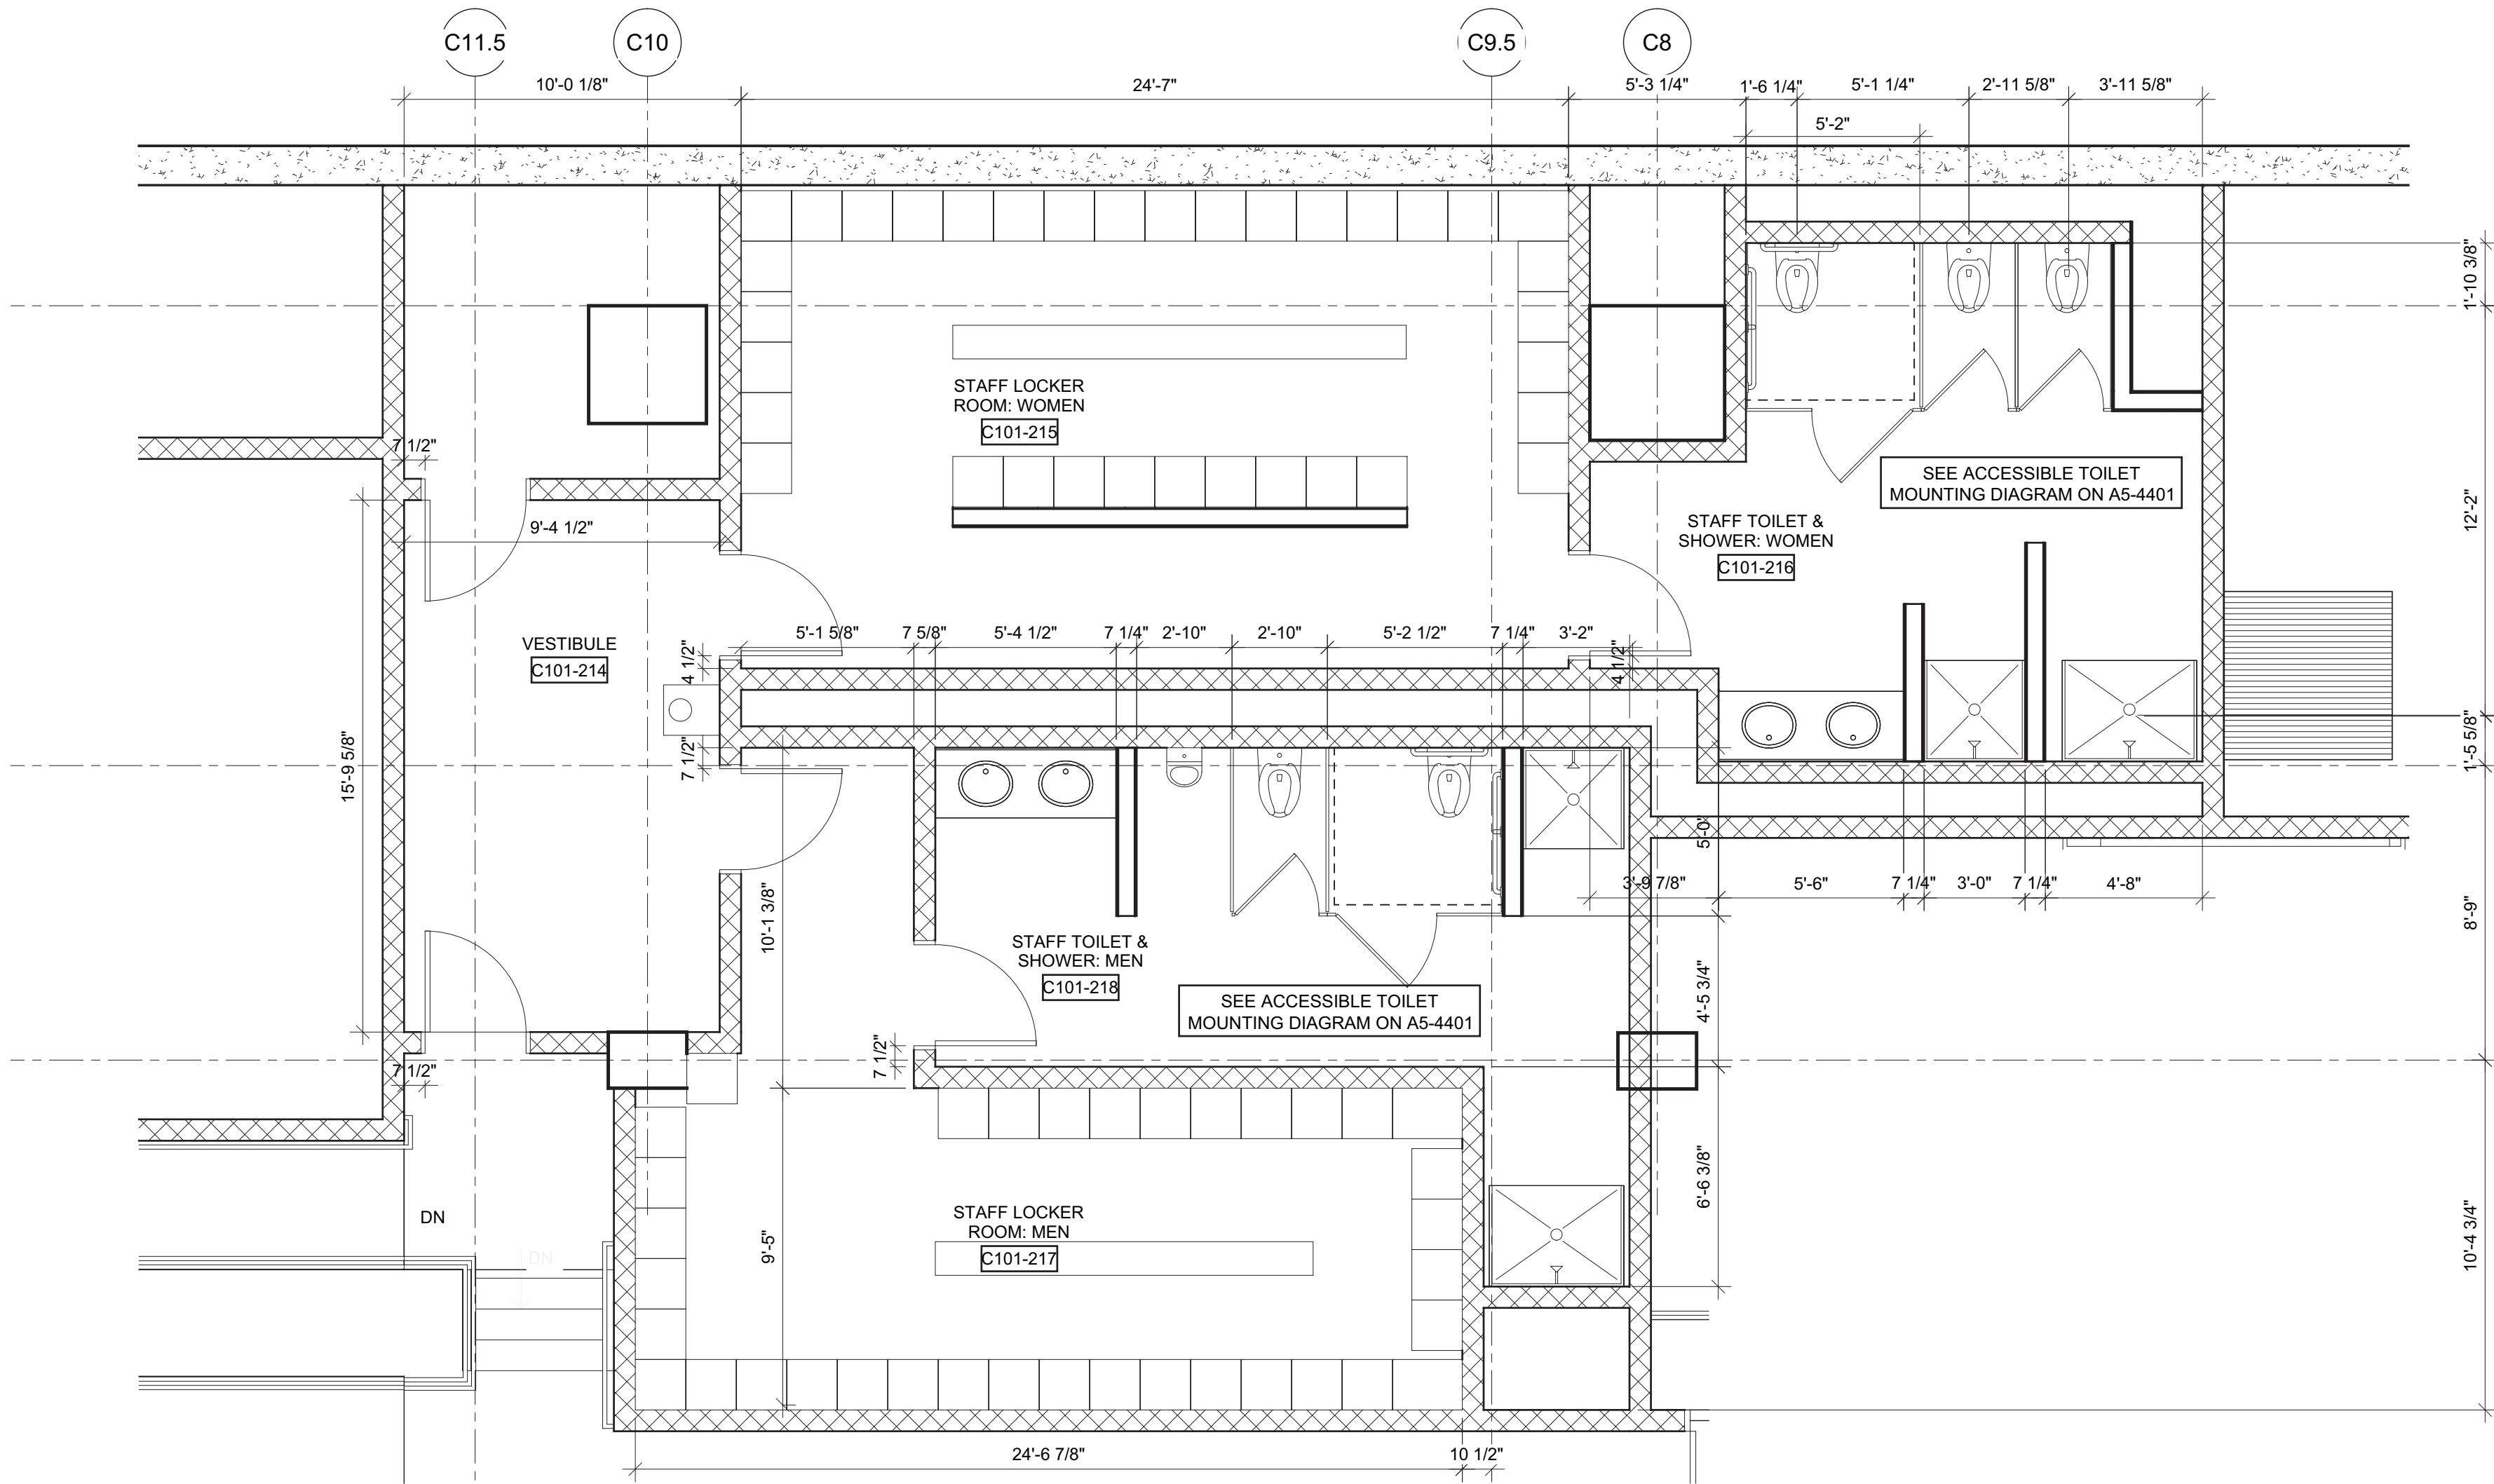 C11.5
C10
C9.5
C8
10'-0 1/8"
24'-7"
5'-3 1/4"
1'-6 1/4"
5'-1 1/4"
2'-11 5/8"
3'-11 5/8"
5'-2"
1'-10 3/8"
STAFF LOCKER
ROOM: WOMEN
C101-215
7 1/2"
SEE ACCESSIBLE TOILET
MOUNTING DIAGRAM ON A5-4401
12'-2"
9'-4 1/2"
STAFF TOILET &
SHOWER: WOMEN
C101-216
VESTIBULE
C101-214
4 1/2"
5'-1 5/8"
7 5/8"
5'-4 1/2"
7 1/4"
2'-10"
2'-10"
5'-2 1/2"
7 1/4"
3'-2"
4 1/2"
15'-9 5/8"
7 1/2"
1'-5 5/8"
5'-0"
3'-9 7/8"
5'-6"
7 1/4"
3'-0"
7 1/4"
4'-8"
10'-1 3/8"
8'-9"
STAFF TOILET &
SHOWER: MEN
C101-218
SEE ACCESSIBLE TOILET
MOUNTING DIAGRAM ON A5-4401
4'-5 3/4"
7 1/2"
7 1/2"
6'-6 3/8"
DN
DN
STAFF LOCKER
ROOM: MEN
C101-217
9'-5"
10'-4 3/4"
24'-6 7/8"
10 1/2"